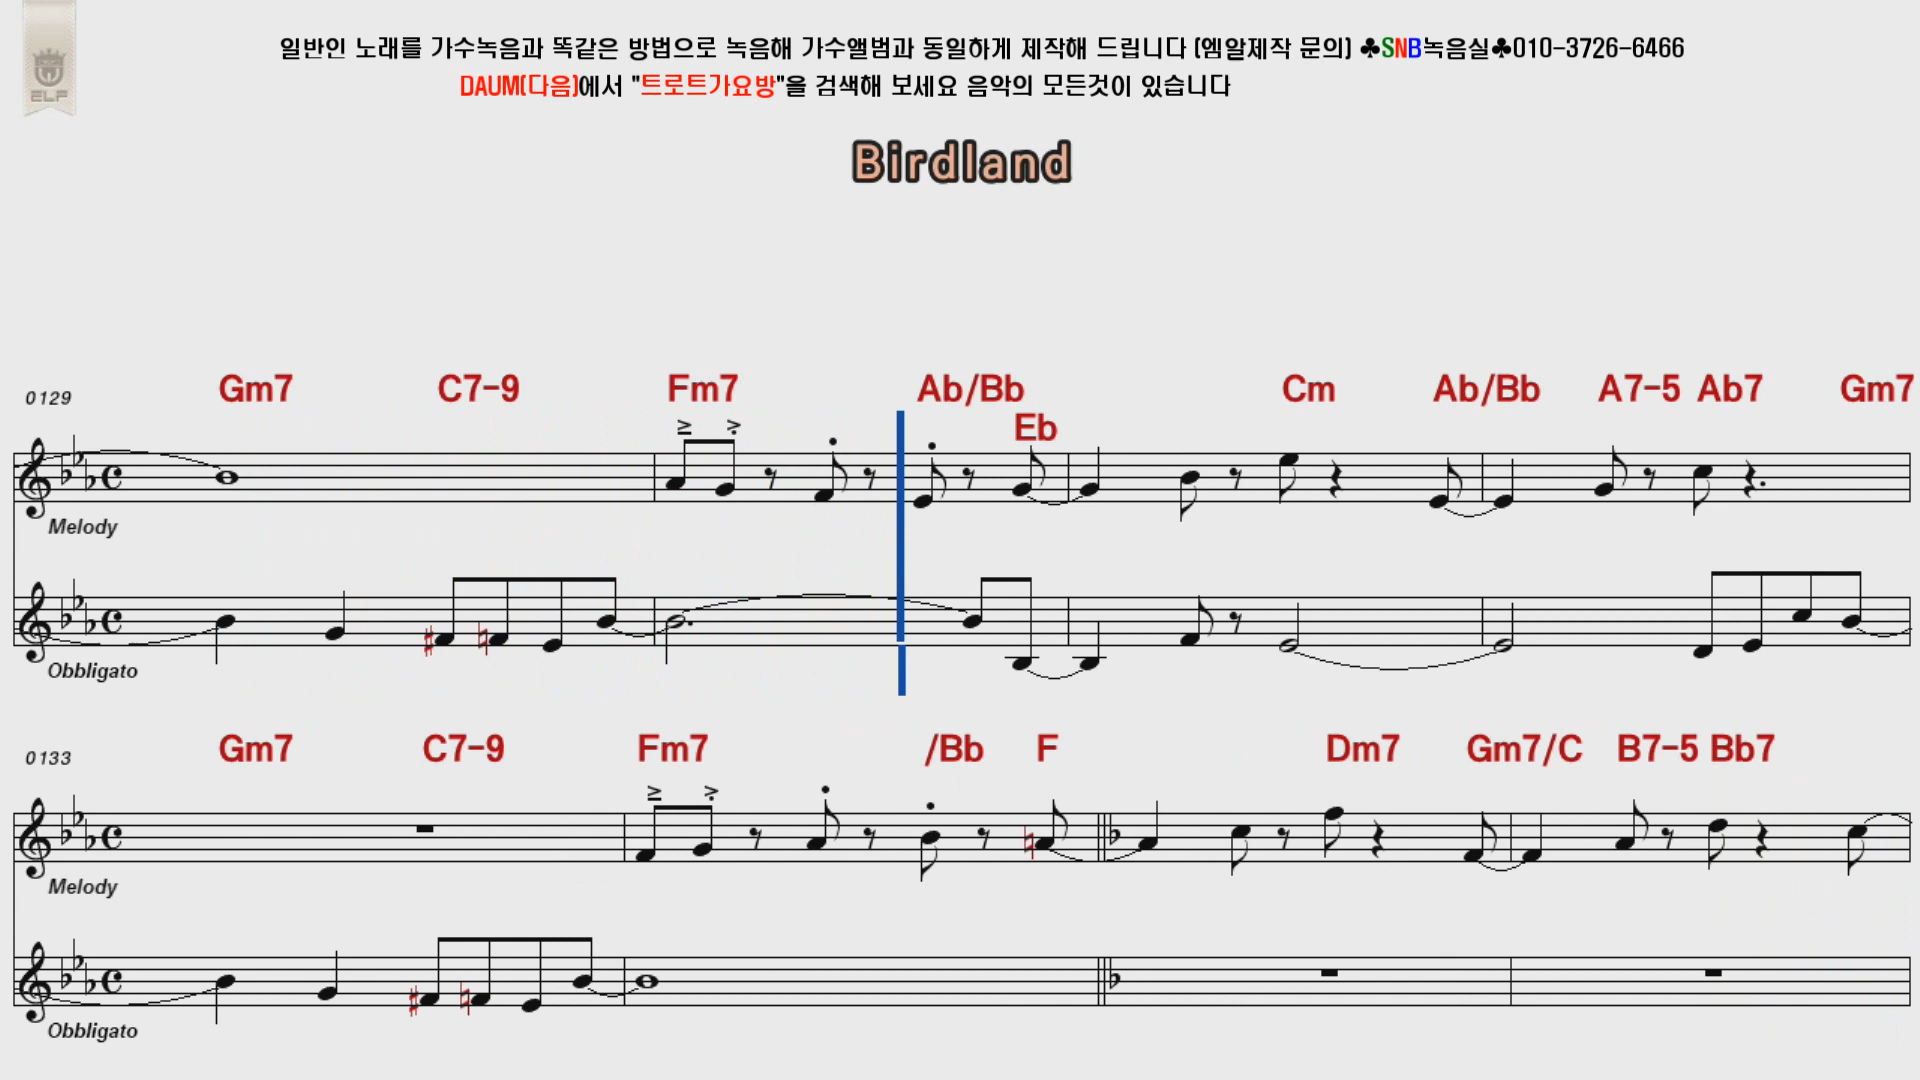 ELF
일반인 노래를 가수녹음과 똑같은 방법으로 녹음해 가수앨범과 동일하게 제작해 드립니다 (엠알제작 문의) ♣SNB녹음실♣010-3726-6466
DAUM(다음)에서 "트로트가요방"을 검색해 보세요 음악의 모든것이 있습니다
Birdland
0129 Gm7 C7-9 Fm7 Ab/Bb Eb Cm Ab/Bb A7-5 Ab7 Gm7
Melody
Obbligato
0133 Gm7 C7-9 Fm7 /Bb F Dm7 Gm7/C B7-5 Bb7
Melody
Obbligato